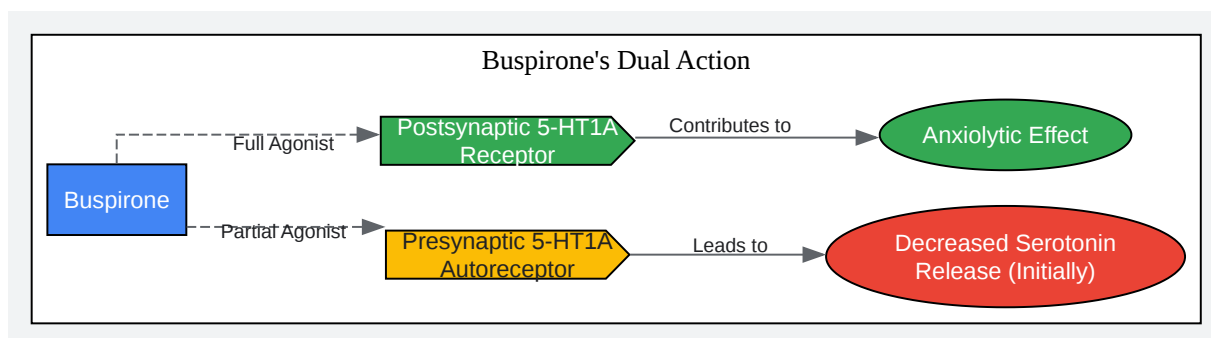 Buspirone's Dual Action
Buspirone
Full Agonist
Postsynaptic 5-HT1A
Receptor
Contributes to
Anxiolytic Effect
Partial Agonist
Presynaptic 5-HT1A
Autoreceptor
Leads to
Decreased Serotonin
Release (Initially)